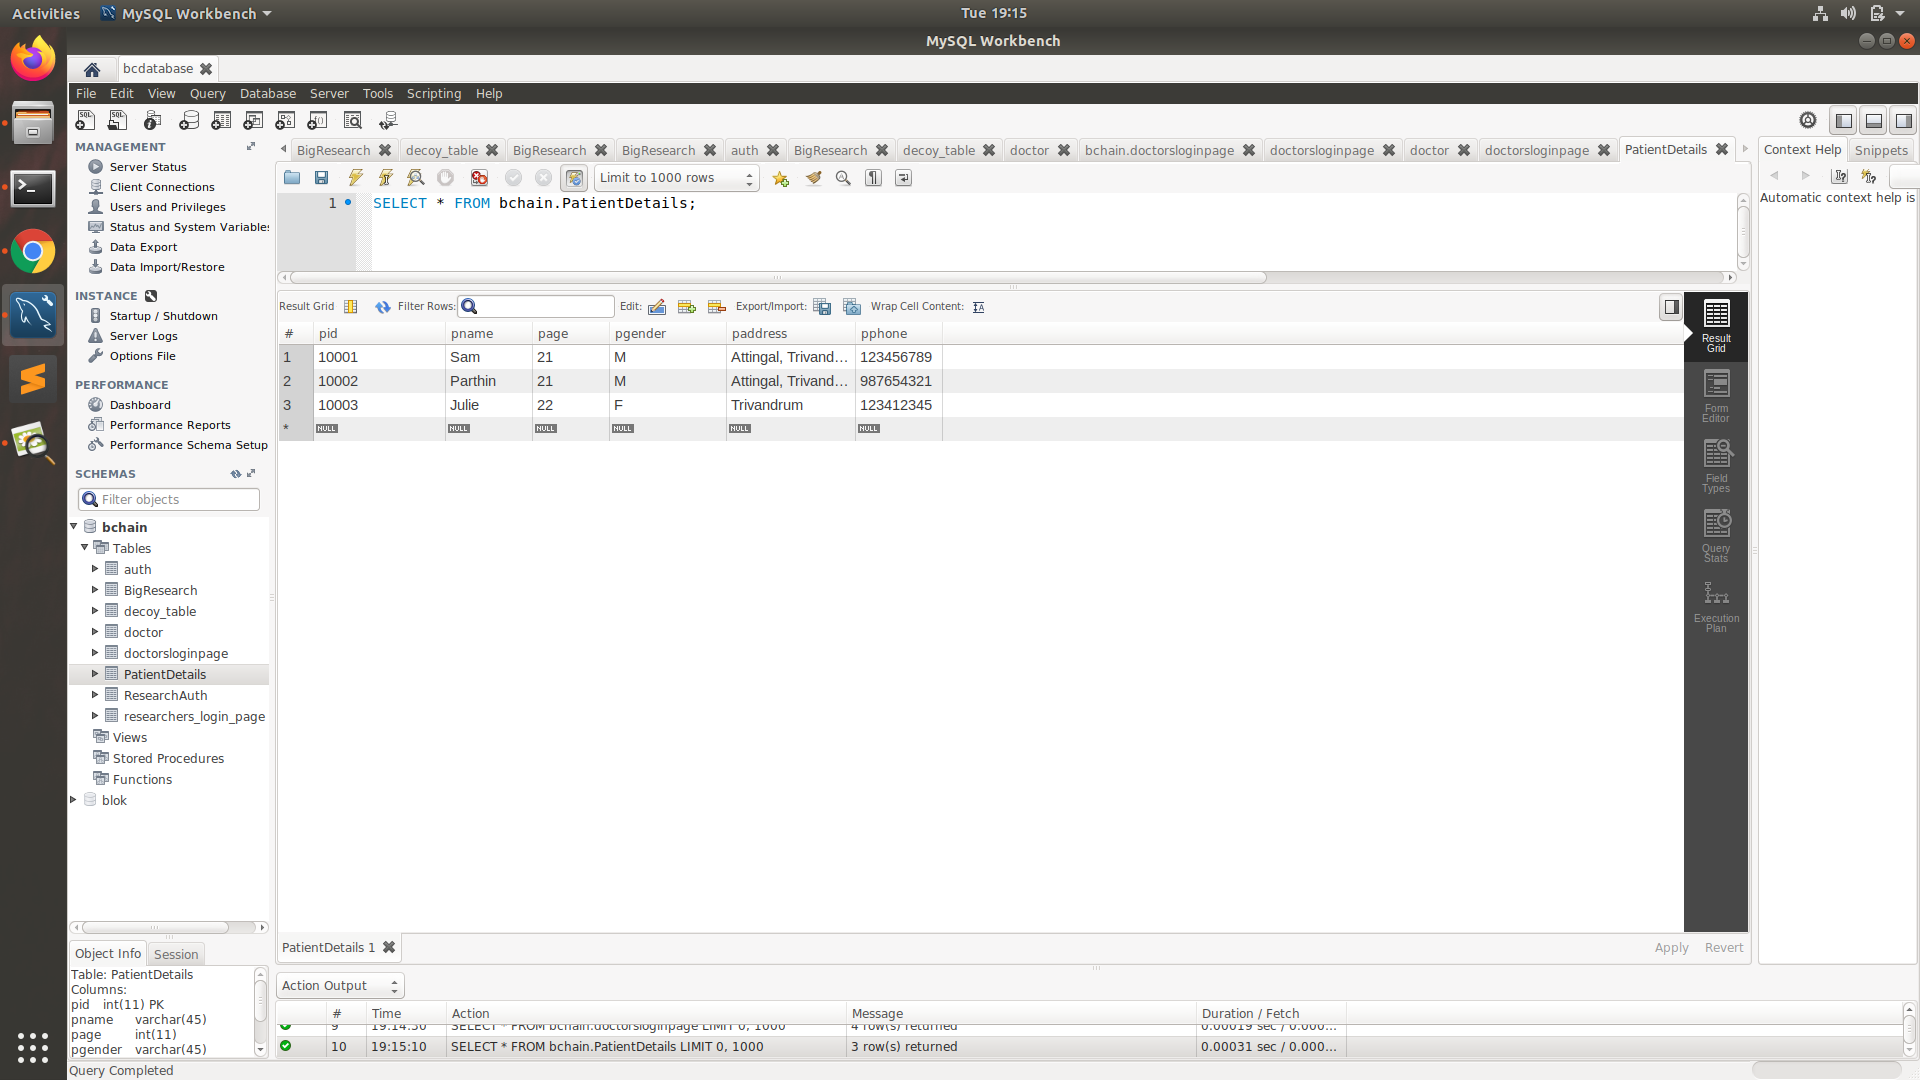 Activities MySQL Workbench Tue 19:15
MySQL Workbench
bcdatabase
File Edit View Query Database Server Tools Scripting Help
MANAGEMENT
Server Status
Client Connections
Users and Privileges
Status and System Variables
Data Export
Data Import/Restore
INSTANCE
Startup / Shutdown
Server Logs
Options File
PERFORMANCE
Dashboard
Performance Reports
Performance Schema Setup
SCHEMAS
Filter objects
bchain
Tables
auth
BigResearch
decoy_table
doctor
doctorsloginpage
PatientDetails
ResearchAuth
researchers_login_page
Views
Stored Procedures
Functions
blok
Object Info Session
Table: PatientDetails
Columns:
pid int(11) PK
pname varchar(45)
page int(11)
pgender varchar(45)
Query Completed
BigResearch decoy_table BigResearch BigResearch auth BigResearch decoy_table doctor bchain.doctorsloginpage doctorsloginpage doctor doctorsloginpage PatientDetails
Limit to 1000 rows
1 SELECT * FROM bchain.PatientDetails;
Result Grid Filter Rows: Edit: Export/Import: Wrap Cell Content:
# pid pname page pgender paddress pphone
1 10001 Sam 21 M Attingal, Trivand... 123456789
2 10002 Parthin 21 M Attingal, Trivand... 987654321
3 10003 Julie 22 F Trivandrum 123412345
* NULL NULL NULL NULL NULL NULL
Result
Grid
Form
Editor
Field
Types
Query
Stats
Execution
Plan
PatientDetails 1 Apply Revert
Action Output
# Time Action Message Duration / Fetch
9 19:14:30 SELECT * FROM bchain.doctorsloginpage LIMIT 0, 1000 4 row(s) returned 0.00019 sec / 0.000...
10 19:15:10 SELECT * FROM bchain.PatientDetails LIMIT 0, 1000 3 row(s) returned 0.00031 sec / 0.000...
Context Help Snippets
Automatic context help is